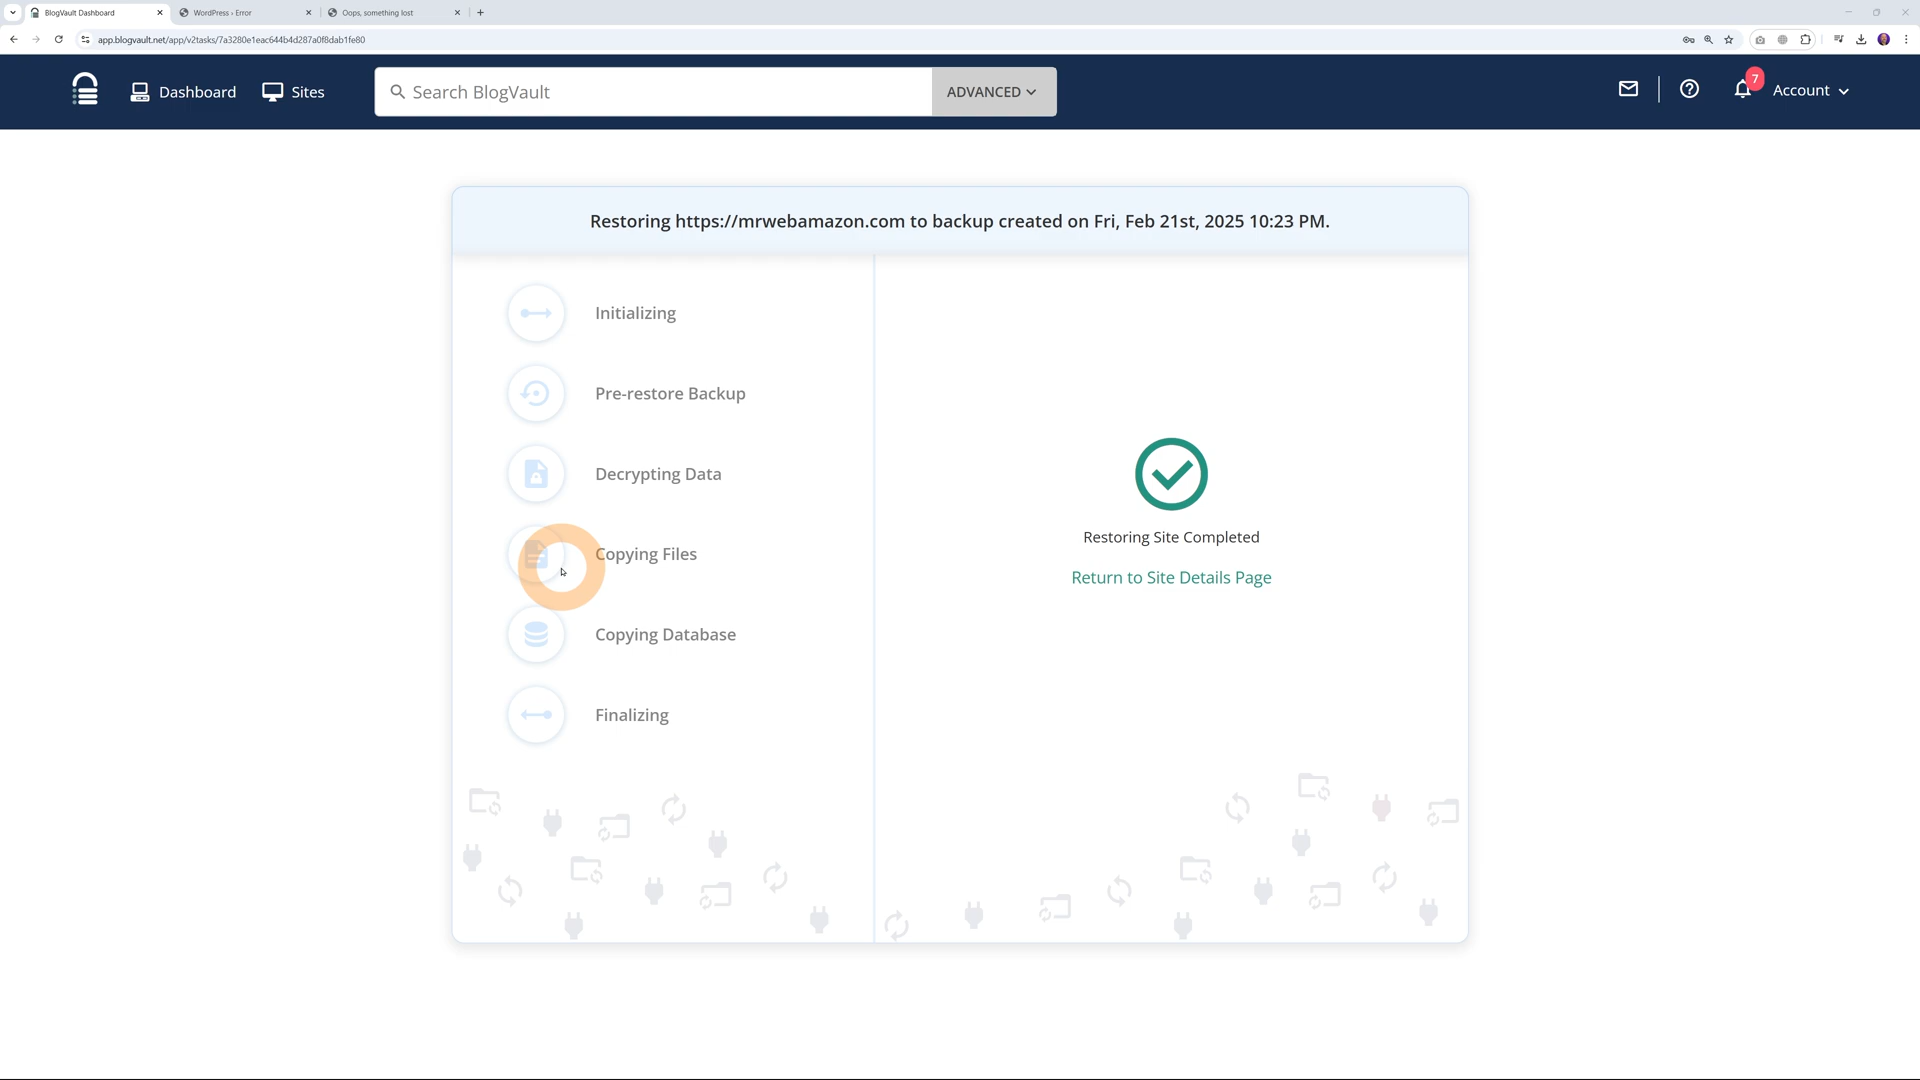 BlogVault Dashboard
WordPress › Error
Oops, something lost
app.blogvault.net/app/v2tasks/7a3280e1eac644b4d287a0f8dab1fe80
Dashboard
Sites
Search BlogVault
ADVANCED
7
Account
Restoring https://mrwebamazon.com to backup created on Fri, Feb 21st, 2025 10:23 PM.
Initializing
Pre-restore Backup
Decrypting Data
Copying Files
Copying Database
Finalizing
Restoring Site Completed
Return to Site Details Page